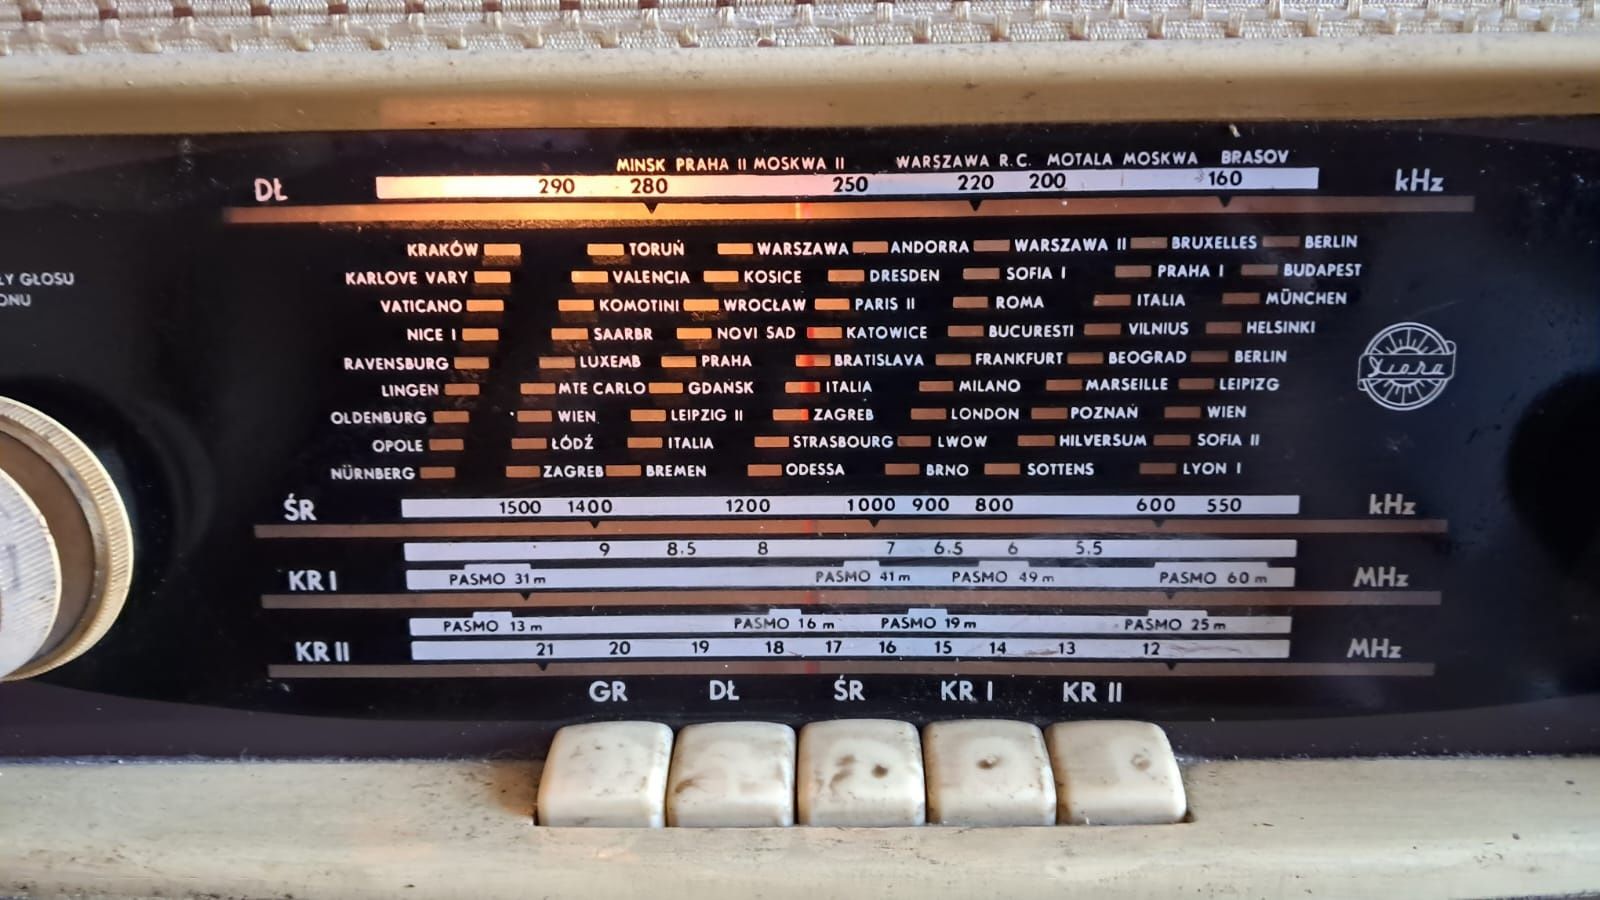 MINSK PRAHA II MOSKWA II WARSZAWA R.C. MOTALA MOSKWA BRASOV
DŁ 290 280 250 220 200 160 kHz
KRAKÓW TORUŃ WARSZAWA ANDORRA WARSZAWA II BRUXELLES BERLIN
KARLOVE VARY VALENCIA KOSICE DRESDEN SOFIA I PRAHA I BUDAPEST
ŁY GŁOSU
ONU
VATICANO KOMOTINI WROCŁAW PARIS II ROMA ITALIA MÜNCHEN
NICE I SAARBR NOVI SAD KATOWICE BUCURESTI VILNIUS HELSINKI
RAVENSBURG LUXEMB PRAHA BRATISLAVA FRANKFURT BEOGRAD BERLIN
LINGEN MTE CARLO GDANSK ITALIA MILANO MARSEILLE LEIPIZG
Diora
OLDENBURG WIEN LEIPZIG II ZAGREB LONDON POZNAŃ WIEN
OPOLE ŁÓDŹ ITALIA STRASBOURG LWOW HILVERSUM SOFIA II
NÜRNBERG ZAGREB BREMEN ODESSA BRNO SOTTENS LYON I
ŚR 1500 1400 1200 1000 900 800 600 550 kHz
9 8.5 8 7 6.5 6 5.5
KR I PASMO 31 m PASMO 41 m PASMO 49 m PASMO 60 m MHz
PASMO 13 m PASMO 16 m PASMO 19 m PASMO 25 m
KR II 21 20 19 18 17 16 15 14 13 12 MHz
GR DŁ ŚR KR I KR II